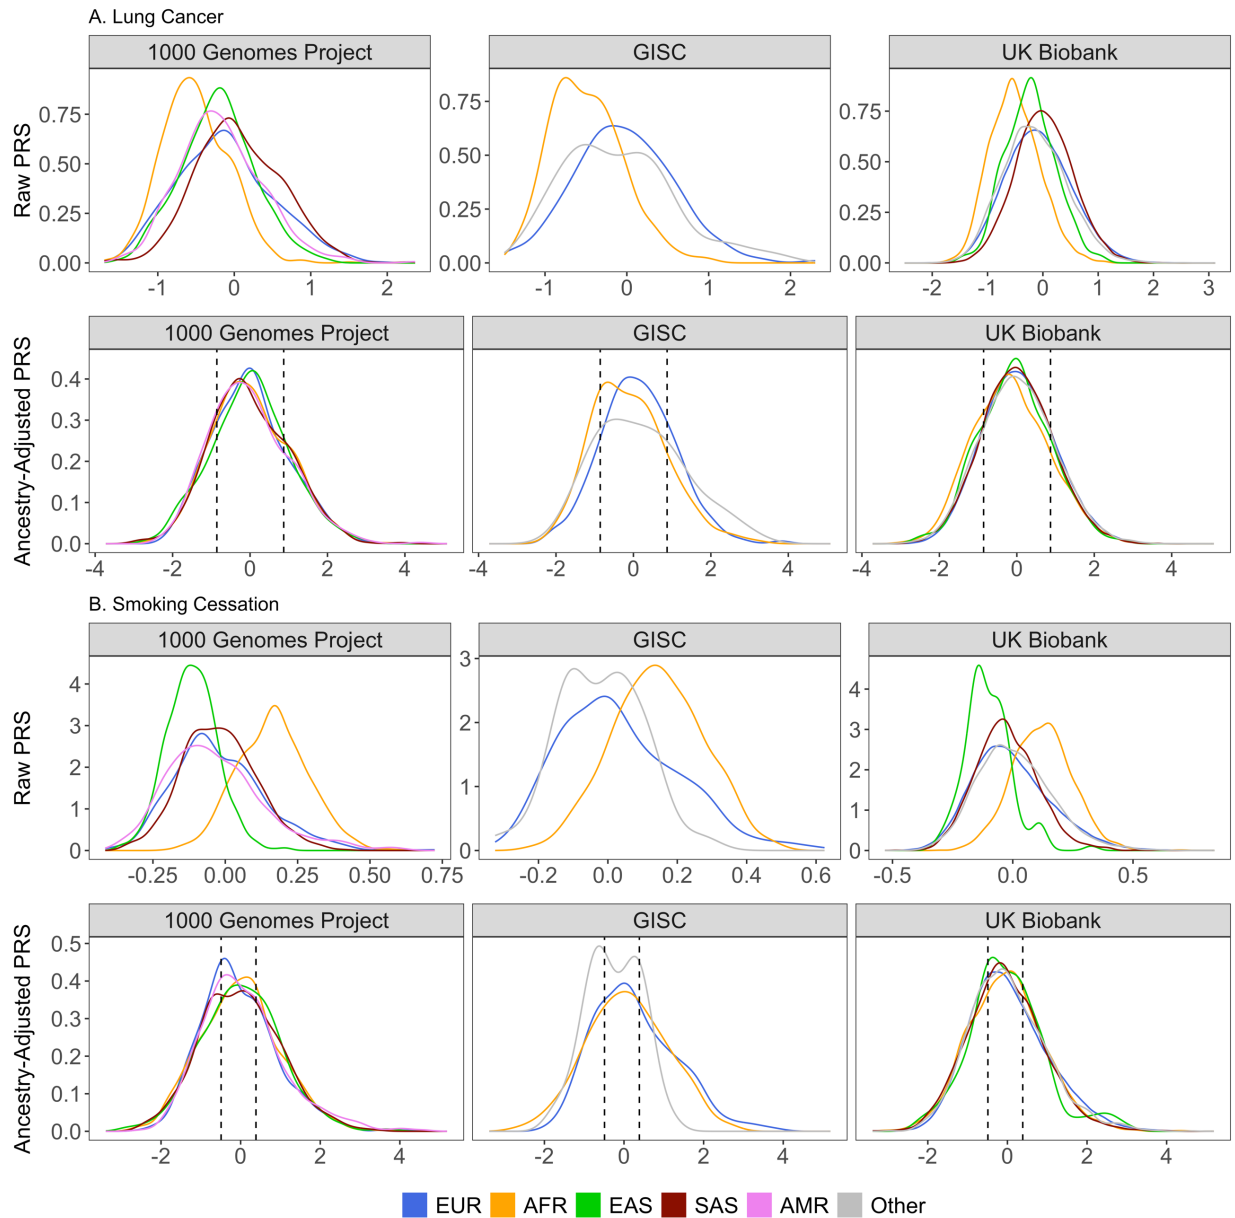 A. Lung Cancer
1000 Genomes Project GISC UK Biobank
Raw PRS
0.75 0.75 0.75
0.50 0.50 0.50
0.25 0.25 0.25
0.00 0.00 0.00
-1 0 1 2 -1 0 1 2 -2 -1 0 1 2 3
1000 Genomes Project GISC UK Biobank
Ancestry-Adjusted PRS
0.4
0.3
0.2
0.1
0.0
-4 -2 0 2 4 -4 -2 0 2 4 -4 -2 0 2 4
B. Smoking Cessation
1000 Genomes Project GISC UK Biobank
Raw PRS
4 3 4
3 2 3
2 1 2
1 0 1
0 0
-0.25 0.00 0.25 0.50 0.75 -0.2 0.0 0.2 0.4 0.6 -0.5 0.0 0.5
1000 Genomes Project GISC UK Biobank
Ancestry-Adjusted PRS
0.5
0.4
0.3
0.2
0.1
0.0
-2 0 2 4 -2 0 2 4 -2 0 2 4
EUR AFR EAS SAS AMR Other